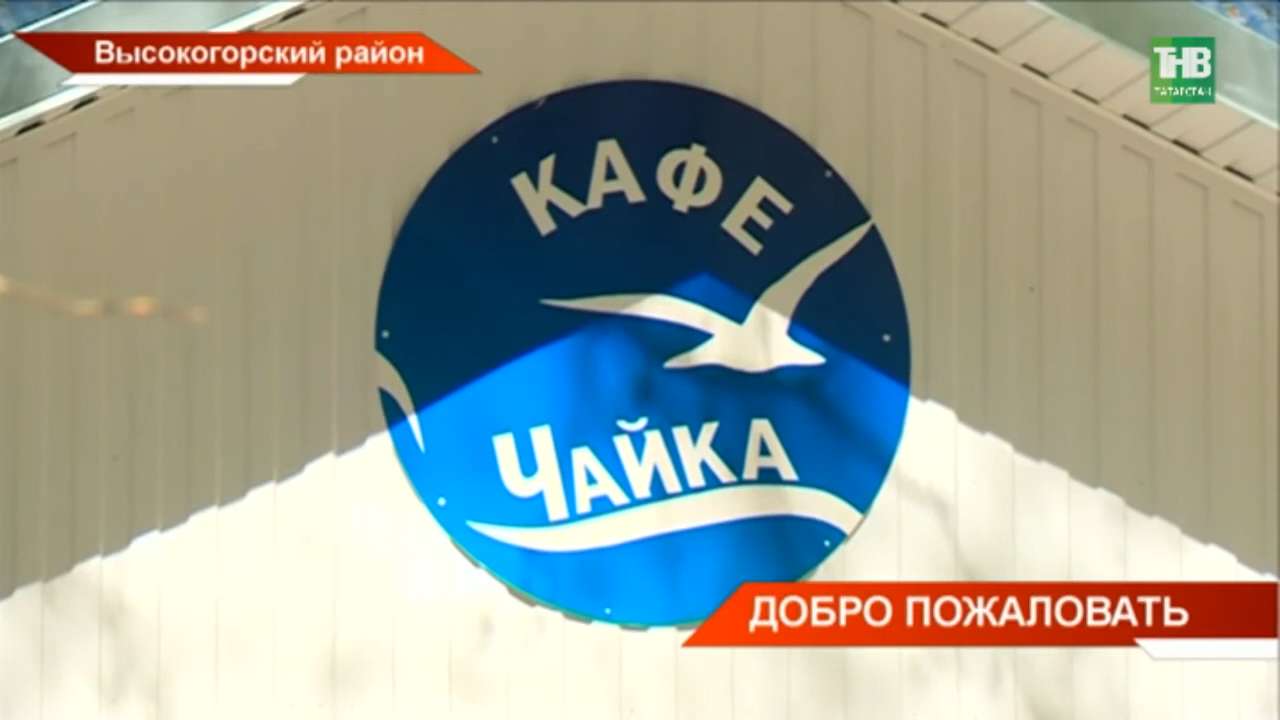 Высокогорский район
ТНВ
ТАТАРСТАН
КАФЕ
ЧАЙКА
ДОБРО ПОЖАЛОВАТЬ